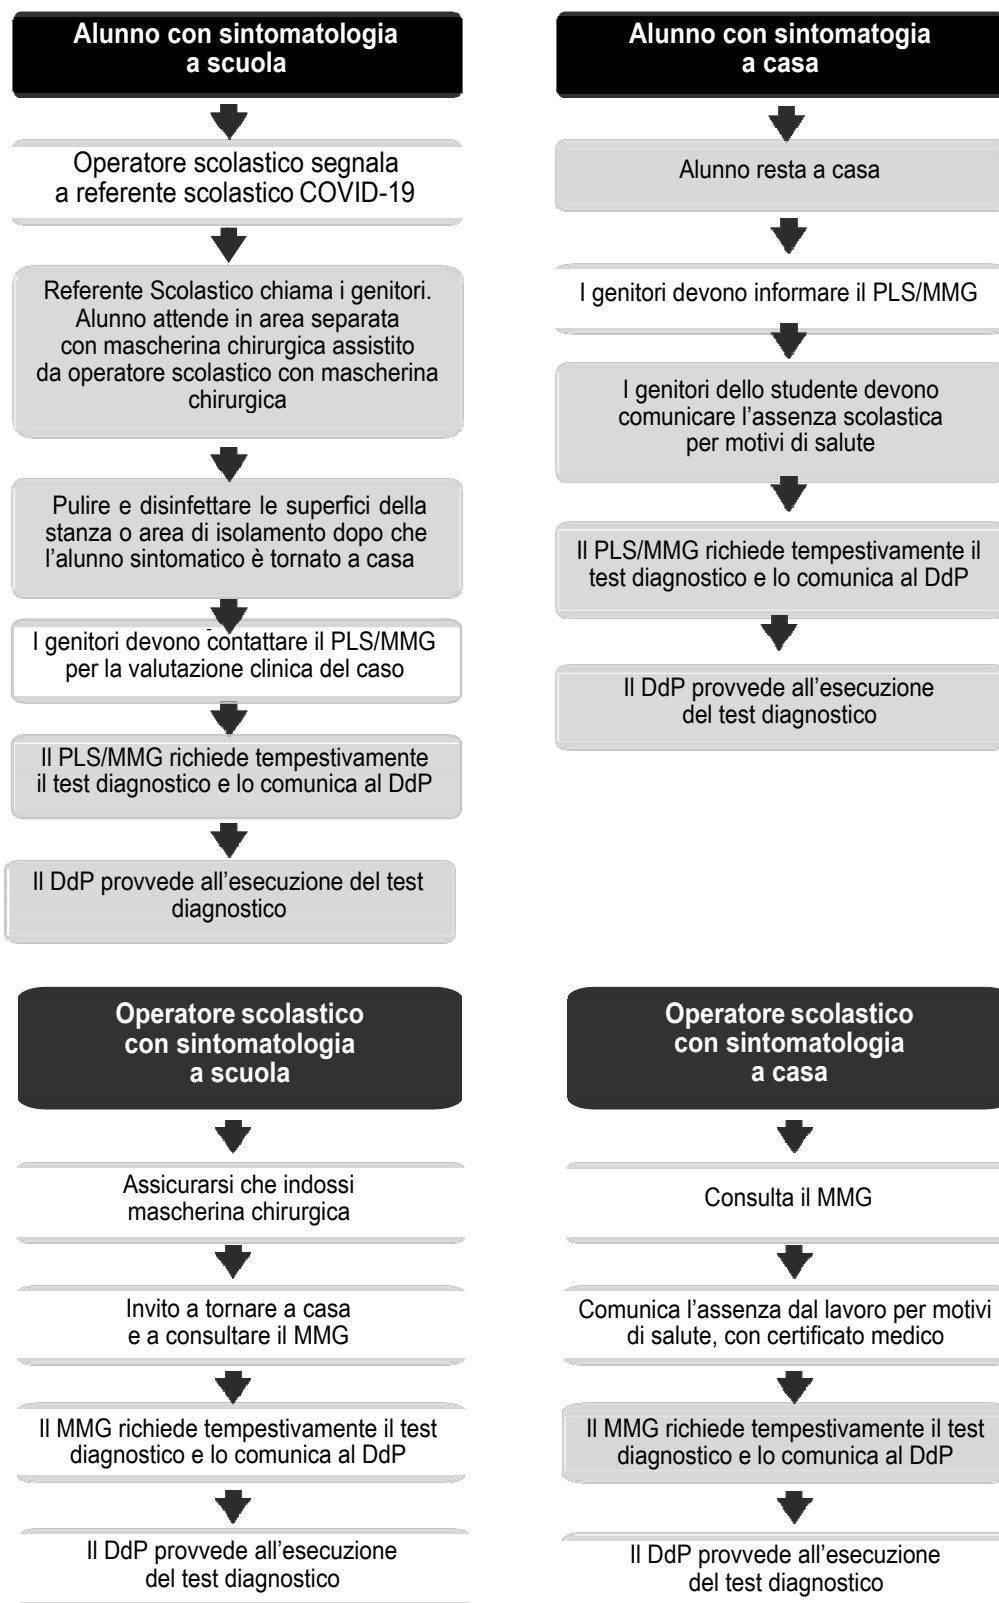 Alunno con sintomatologia
a scuola
Operatore scolastico segnala
a referente scolastico COVID-19
Referente Scolastico chiama i genitori.
Alunno attende in area separata
con mascherina chirurgica assistito
da operatore scolastico con mascherina
chirurgica
Pulire e disinfettare le superfici della
stanza o area di isolamento dopo che
l’alunno sintomatico è tornato a casa
I genitori devono contattare il PLS/MMG
per la valutazione clinica del caso
Il PLS/MMG richiede tempestivamente
il test diagnostico e lo comunica al DdP
Il DdP provvede all’esecuzione del test
diagnostico
Alunno con sintomatogia
a casa
Alunno resta a casa
I genitori devono informare il PLS/MMG
I genitori dello studente devono
comunicare l’assenza scolastica
per motivi di salute
Il PLS/MMG richiede tempestivamente il
test diagnostico e lo comunica al DdP
Il DdP provvede all’esecuzione
del test diagnostico
Operatore scolastico
con sintomatologia
a scuola
Assicurarsi che indossi
mascherina chirurgica
Invito a tornare a casa
e a consultare il MMG
Il MMG richiede tempestivamente il test
diagnostico e lo comunica al DdP
Il DdP provvede all’esecuzione
del test diagnostico
Operatore scolastico
con sintomatologia
a casa
Consulta il MMG
Comunica l’assenza dal lavoro per motivi
di salute, con certificato medico
Il MMG richiede tempestivamente il test
diagnostico e lo comunica al DdP
Il DdP provvede all’esecuzione
del test diagnostico